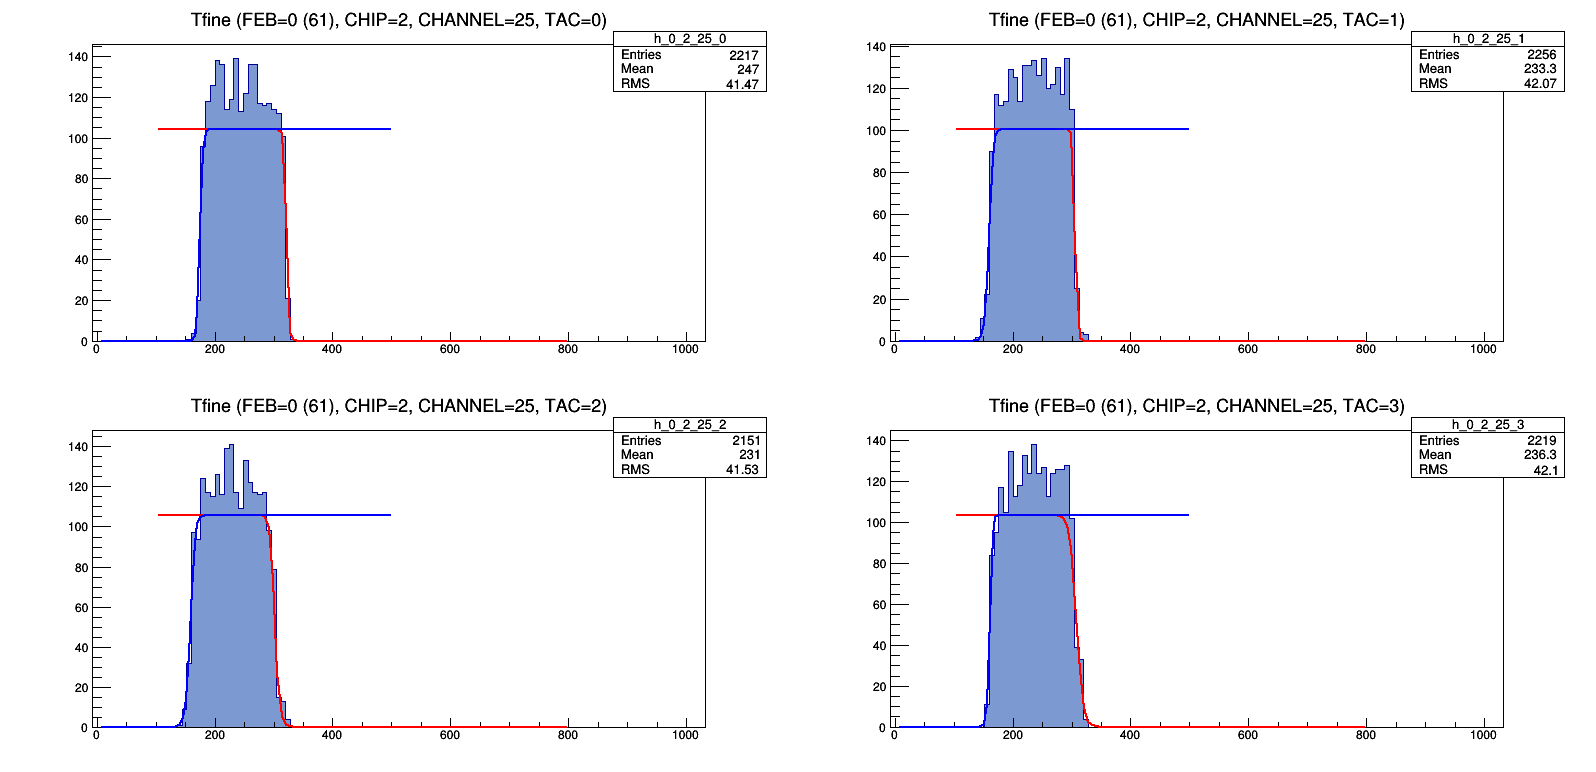 Tfine (FEB=0 (61), CHIP=2, CHANNEL=25, TAC=0)
h_0_2_25_0
Entries 2217
Mean 247
RMS 41.47
140
120
100
80
60
40
20
0
0 200 400 600 800 1000
Tfine (FEB=0 (61), CHIP=2, CHANNEL=25, TAC=1)
h_0_2_25_1
Entries 2256
Mean 233.3
RMS 42.07
140
120
100
80
60
40
20
0
0 200 400 600 800 1000
Tfine (FEB=0 (61), CHIP=2, CHANNEL=25, TAC=2)
h_0_2_25_2
Entries 2151
Mean 231
RMS 41.53
140
120
100
80
60
40
20
0
0 200 400 600 800 1000
Tfine (FEB=0 (61), CHIP=2, CHANNEL=25, TAC=3)
h_0_2_25_3
Entries 2219
Mean 236.3
RMS 42.1
140
120
100
80
60
40
20
0
0 200 400 600 800 1000